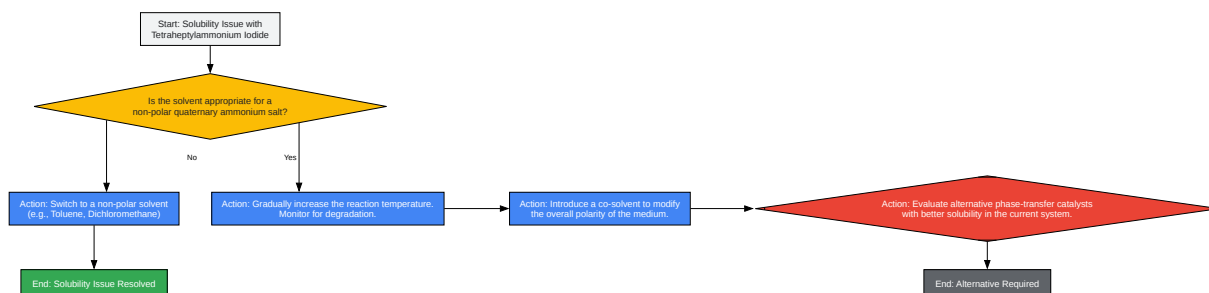 Start: Solubility Issue with
Tetraheptylammonium Iodide
Is the solvent appropriate for a
non-polar quaternary ammonium salt?
No
Yes
Action: Switch to a non-polar solvent
(e.g., Toluene, Dichloromethane)
Action: Gradually increase the reaction temperature.
Monitor for degradation.
Action: Introduce a co-solvent to modify
the overall polarity of the medium.
Action: Evaluate alternative phase-transfer catalysts
with better solubility in the current system.
End: Solubility Issue Resolved
End: Alternative Required